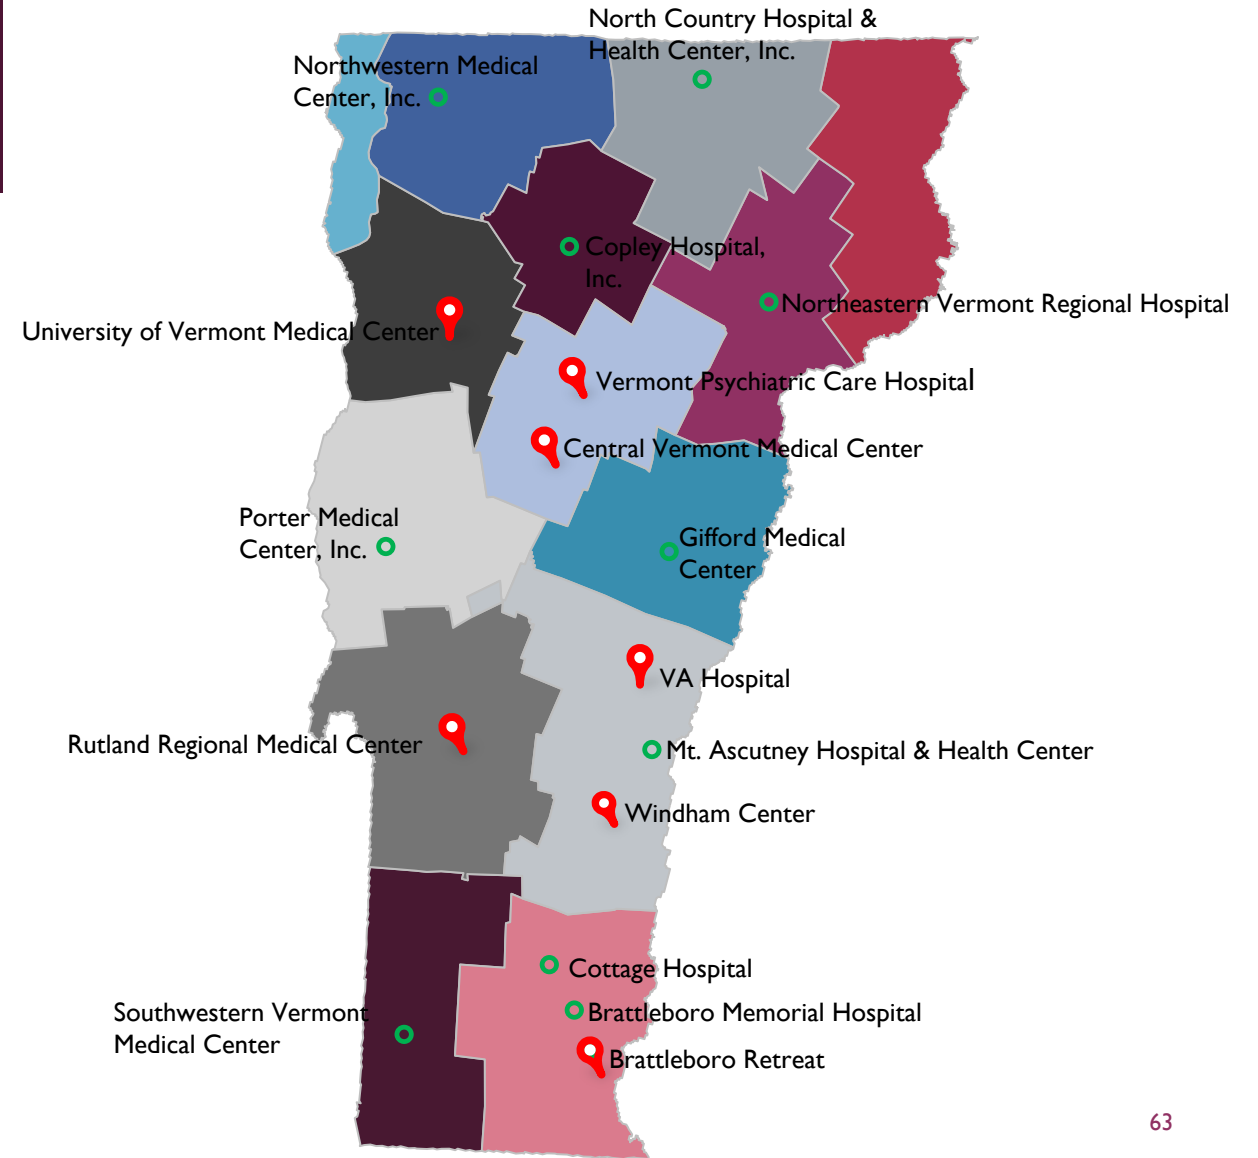 North Country Hospital &
Health Center, Inc.
Northwestern Medical
Center, Inc.
Copley Hospital,
Inc.
Northeastern Vermont Regional Hospital
University of Vermont Medical Center
Vermont Psychiatric Care Hospital
Central Vermont Medical Center
Porter Medical
Center, Inc.
Gifford Medical
Center
VA Hospital
Rutland Regional Medical Center
Mt. Ascutney Hospital & Health Center
Windham Center
Cottage Hospital
Southwestern Vermont
Medical Center
Brattleboro Memorial Hospital
Brattleboro Retreat
63